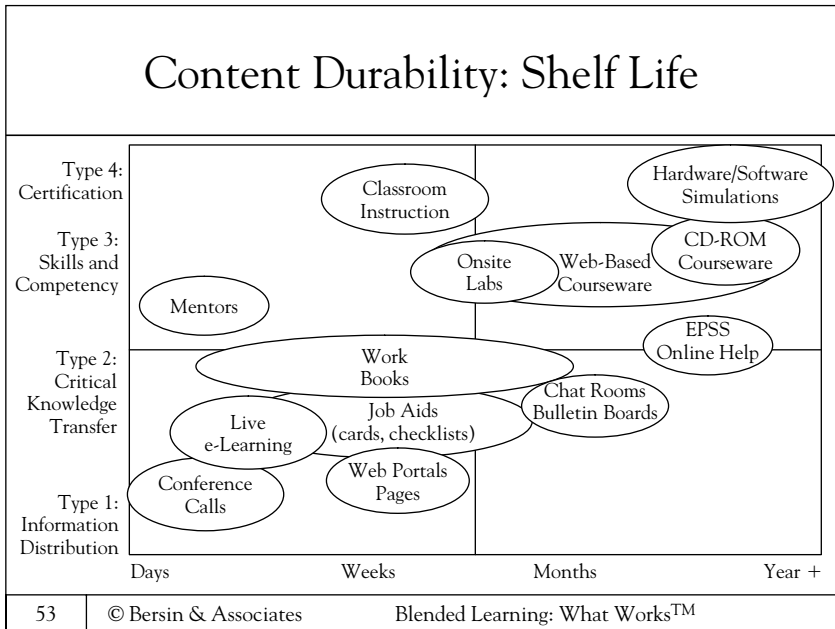 Content Durability: Shelf Life
Type 4:
Certification
Type 3:
Skills and
Competency
Type 2:
Critical
Knowledge
Transfer
Type 1:
Information
Distribution
Classroom
Instruction
Hardware/Software
Simulations
Onsite
Labs
Web-Based
Courseware
CD-ROM
Courseware
Mentors
EPSS
Online Help
Work
Books
Chat Rooms
Bulletin Boards
Live
e-Learning
Job Aids
(cards, checklists)
Conference
Calls
Web Portals
Pages
Days Weeks Months Year +
53 © Bersin & Associates Blended Learning: What Works™